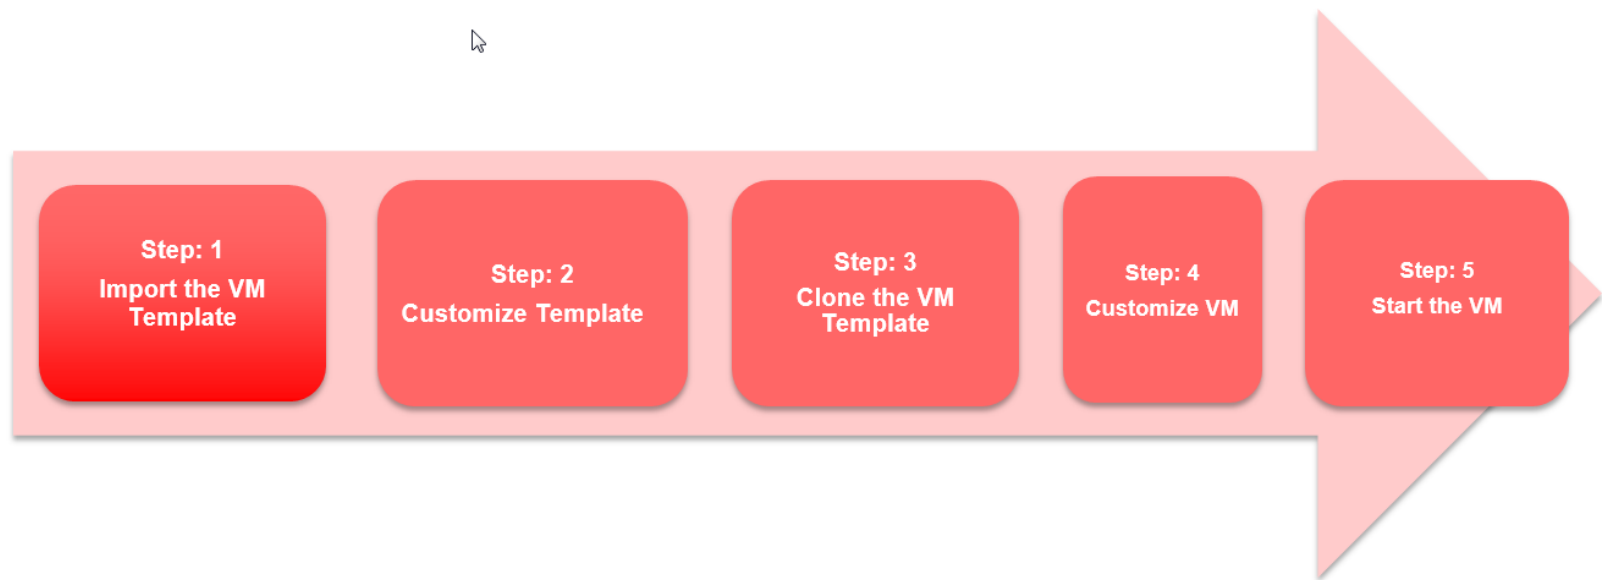 Step: 1
Import the VM
Template
Step: 2
Customize Template
Step: 3
Clone the VM
Template
Step: 4
Customize VM
Step: 5
Start the VM